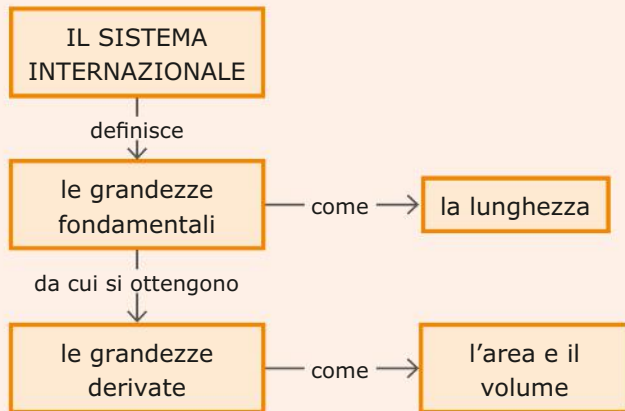 IL SISTEMA
INTERNAZIONALE
definisce
le grandezze
fondamentali
come
la lunghezza
da cui si ottengono
le grandezze
derivate
come
l'area e il
volume